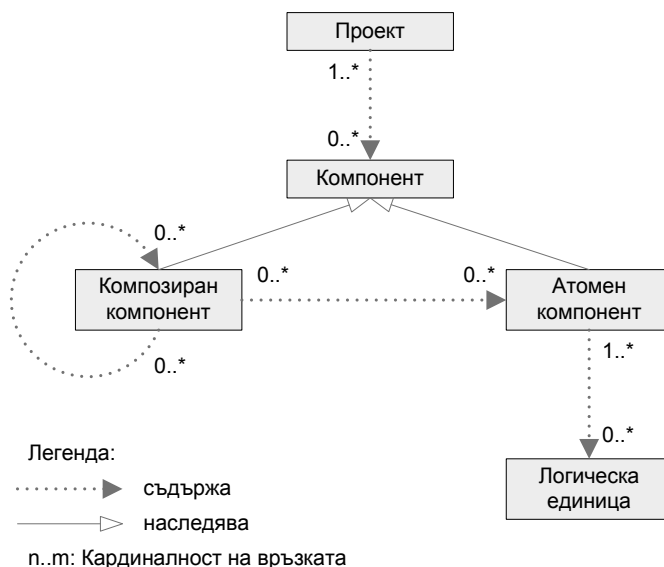 Проект
1..*
0..*
Компонент
0..*
Композиран
компонент
0..*
0..*
0..*
Атомен
компонент
1..*
0..*
Логическа
единица
Легенда:
съдържа
наследява
n..m: Кардиналност на връзката